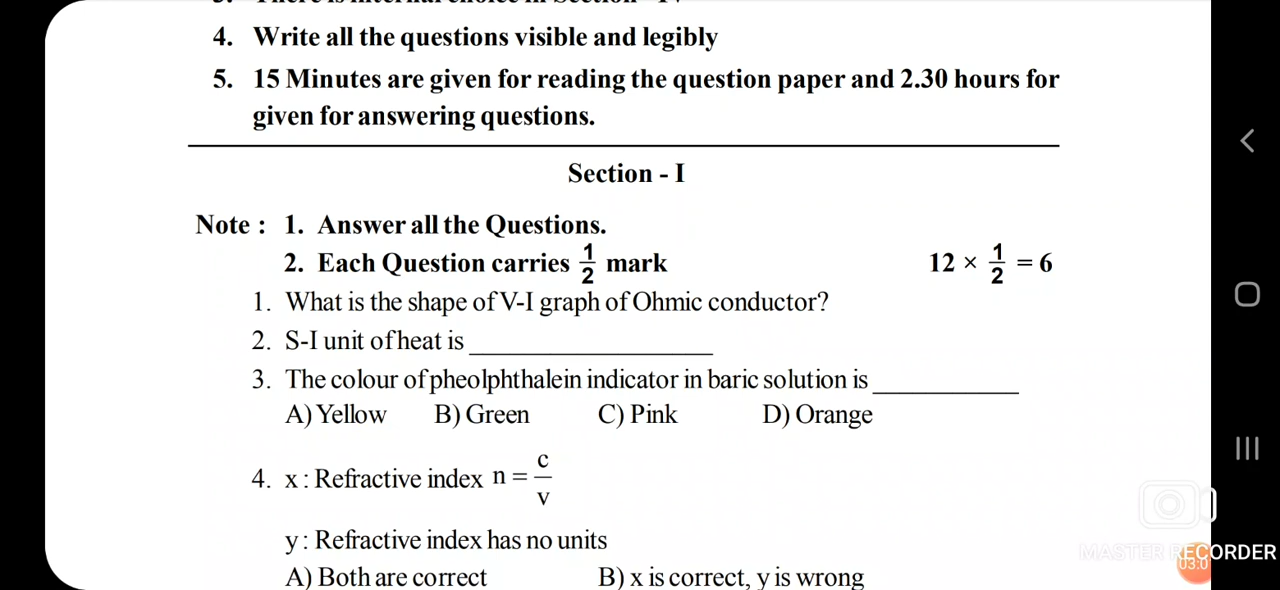 4. Write all the questions visible and legibly
5. 15 Minutes are given for reading the question paper and 2.30 hours for
given for answering questions.
Section - I
Note : 1. Answer all the Questions.
2. Each Question carries 1/2 mark 12 × 1/2 = 6
1. What is the shape of V-I graph of Ohmic conductor?
2. S-I unit of heat is ____________
3. The colour of pheolphthalein indicator in baric solution is ____________
A) Yellow B) Green C) Pink D) Orange
4. x : Refractive index n = c/v
y : Refractive index has no units
A) Both are correct B) x is correct, y is wrong
MASTER RECORDER
03:0